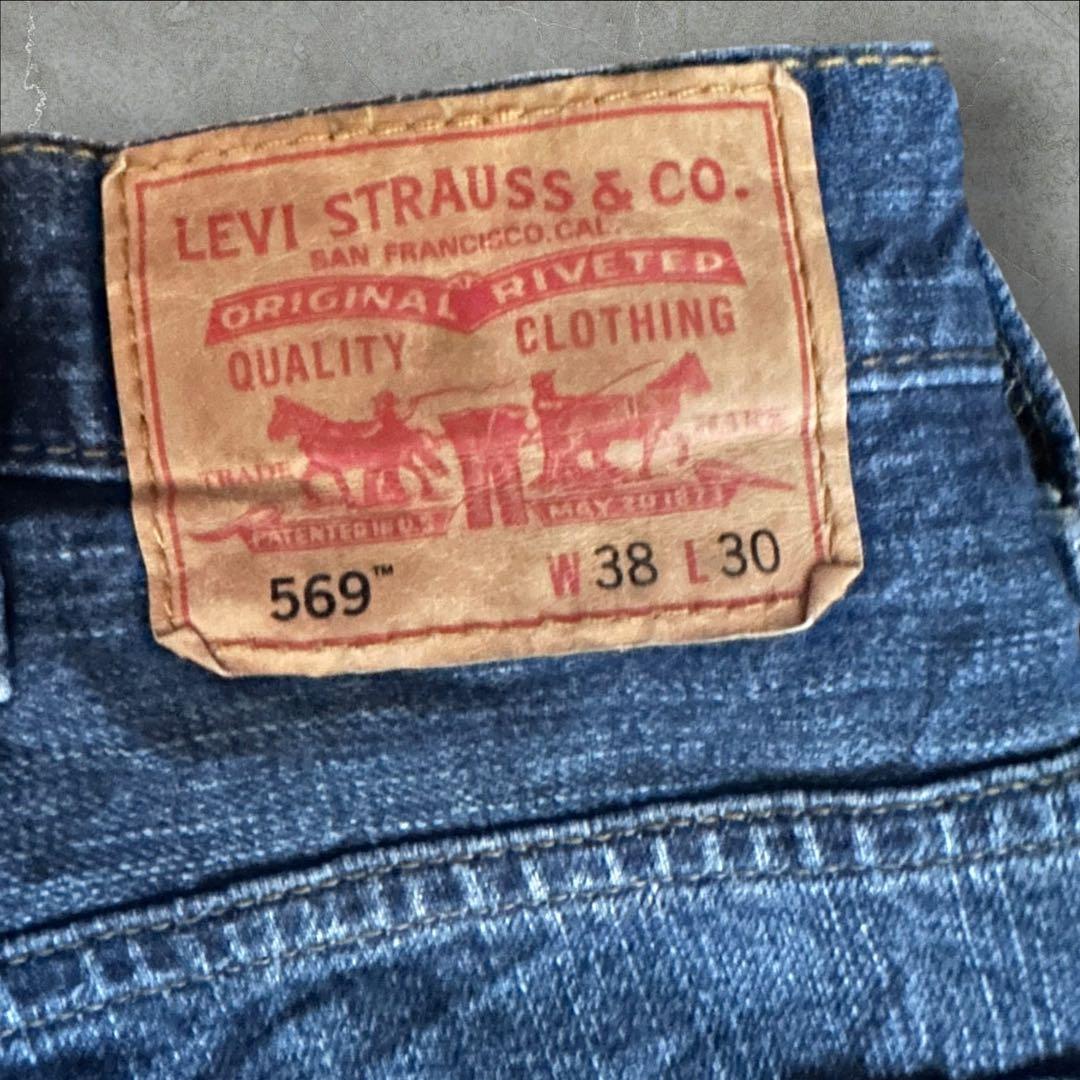 LEVI STRAUSS & CO.
SAN FRANCISCO. CAL.
ORIGINAL RIVETED
QUALITY CLOTHING
TRADE MARK
PATENTED IN U.S. MAY 20 1873
569™ W 38 L 30